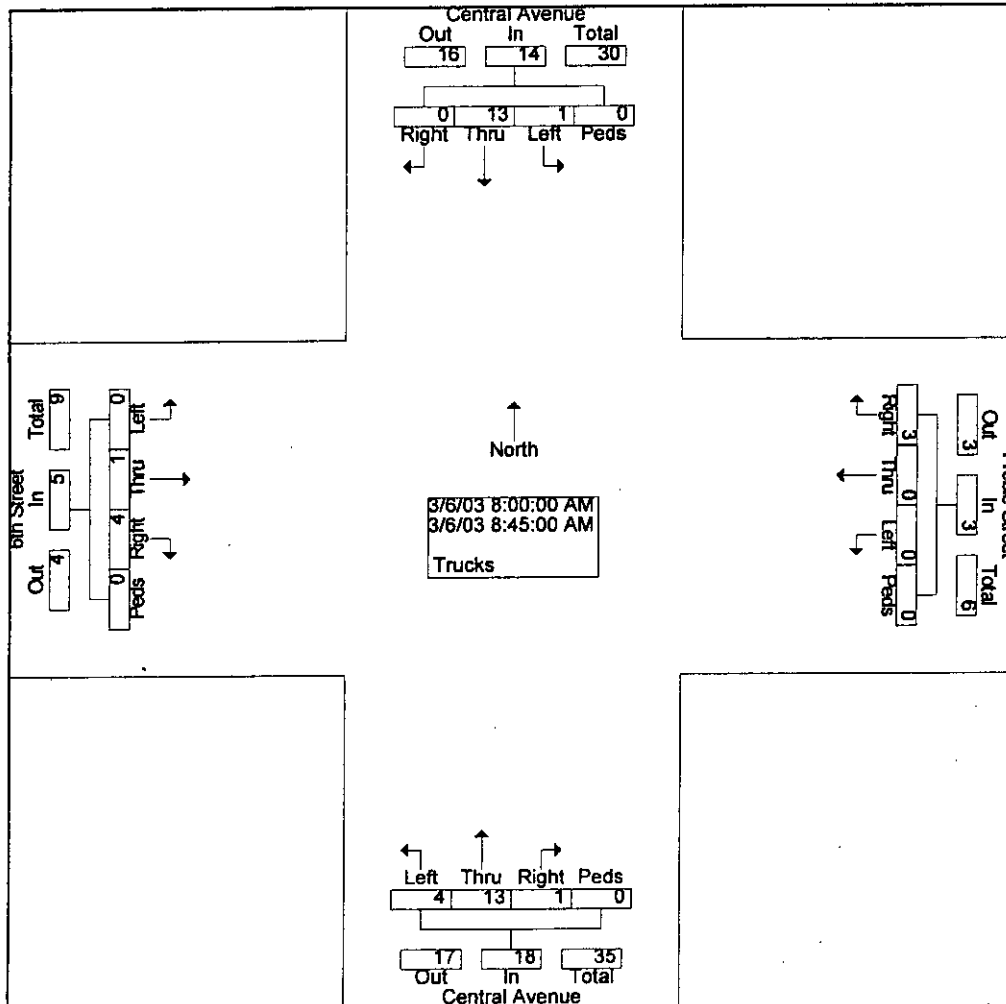 Central Avenue
Out In Total
16 14 30
0 13 1 0
Right Thru Left Peds
Total In Out
9 5 4
0 1 4 0
Left Thru Right Peds
North
3/6/03 8:00:00 AM
3/6/03 8:45:00 AM
Trucks
Right Thru Left Peds
3 0 0 0
Out In Total
3 3 6
6th Street
Left Thru Right Peds
4 13 1 0
17 18 35
Out In Total
Central Avenue